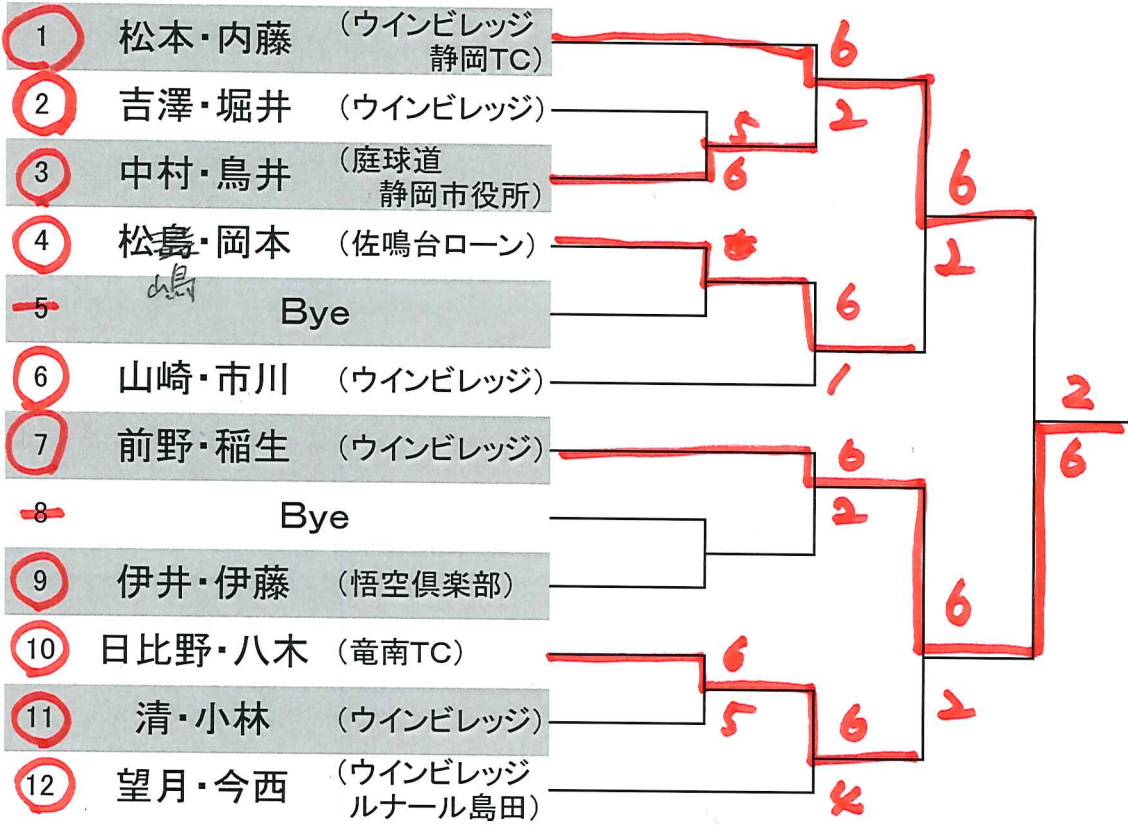 1 松本・内藤 (ウインビレッジ
静岡TC)
6
2 吉澤・堀井 (ウインビレッジ)
2
5
3 中村・鳥井 (庭球道
静岡市役所)
6
6
4 松島・岡本 (佐鳴台ローン)
嶋
2
5 Bye
6
6 山崎・市川 (ウインビレッジ)
1
2
7 前野・稲生 (ウインビレッジ)
6
6
8 Bye
2
9 伊井・伊藤 (悟空倶楽部)
6
10 日比野・八木 (竜南TC)
6
11 清・小林 (ウインビレッジ)
5
6
2
12 望月・今西 (ウインビレッジ
ルナール島田)
4